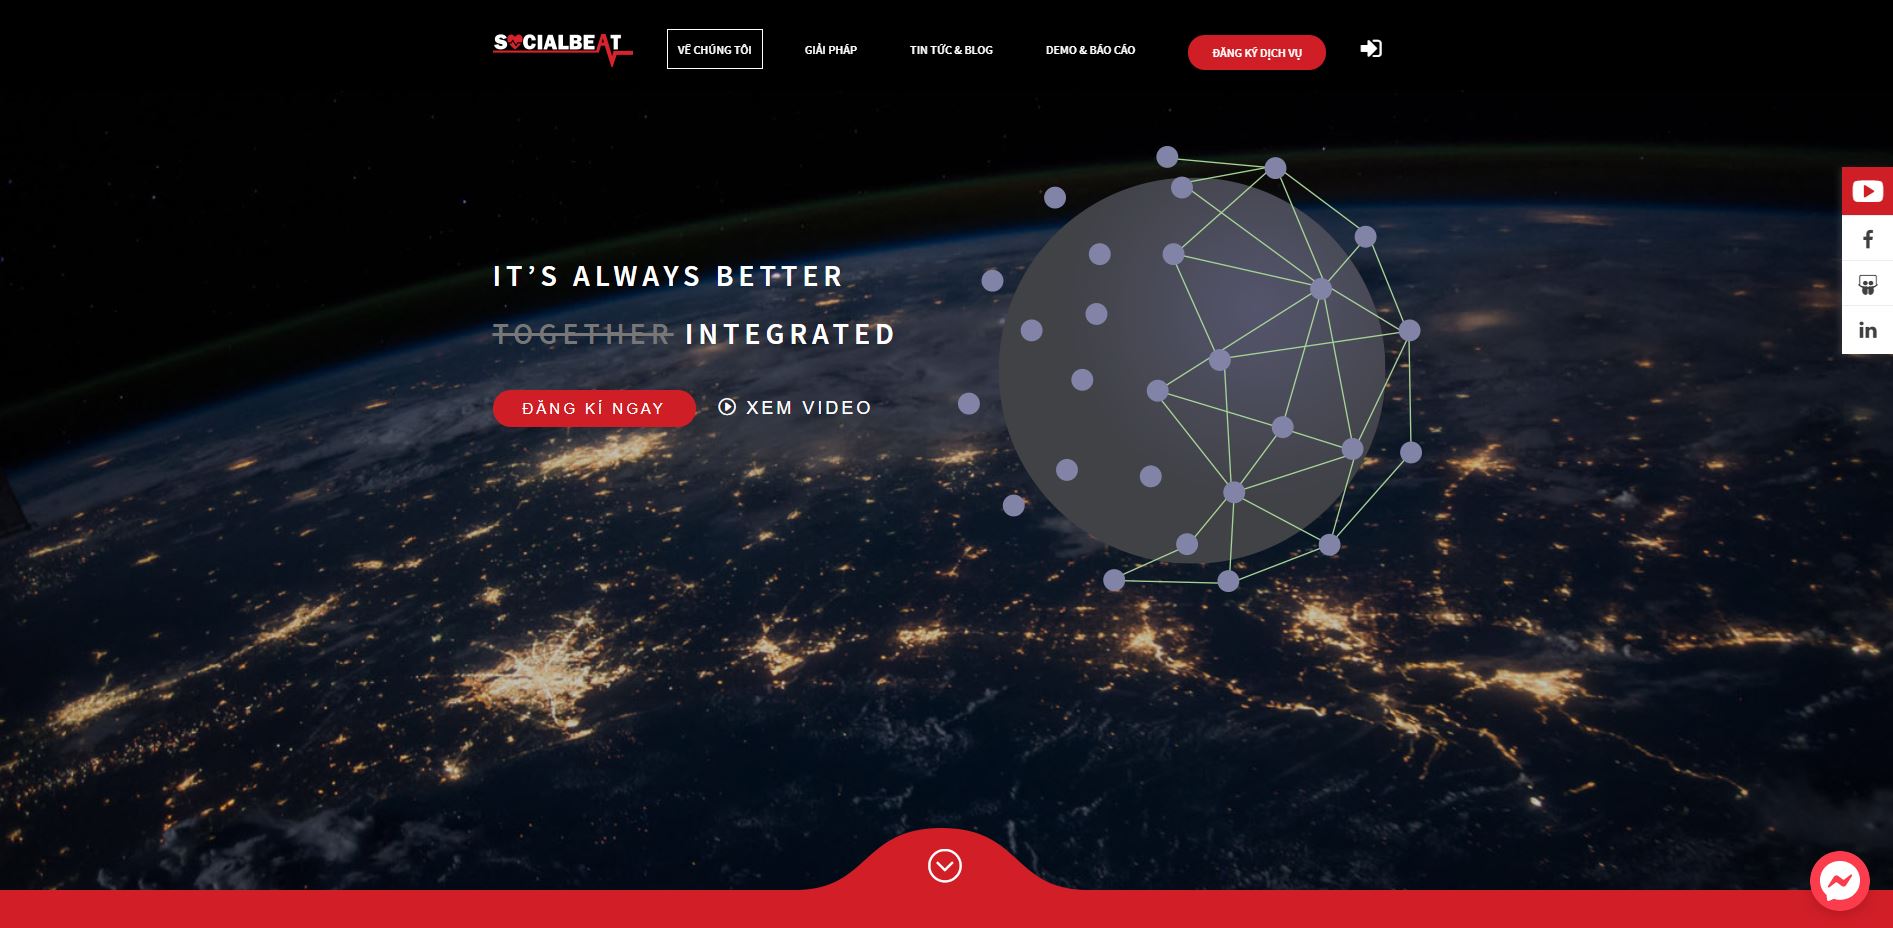 SOCIALBEAT
VỀ CHÚNG TÔI
GIẢI PHÁP
TIN TỨC & BLOG
DEMO & BÁO CÁO
ĐĂNG KÝ DỊCH VỤ
IT’S ALWAYS BETTER
TOGETHER INTEGRATED
ĐĂNG KÍ NGAY
XEM VIDEO